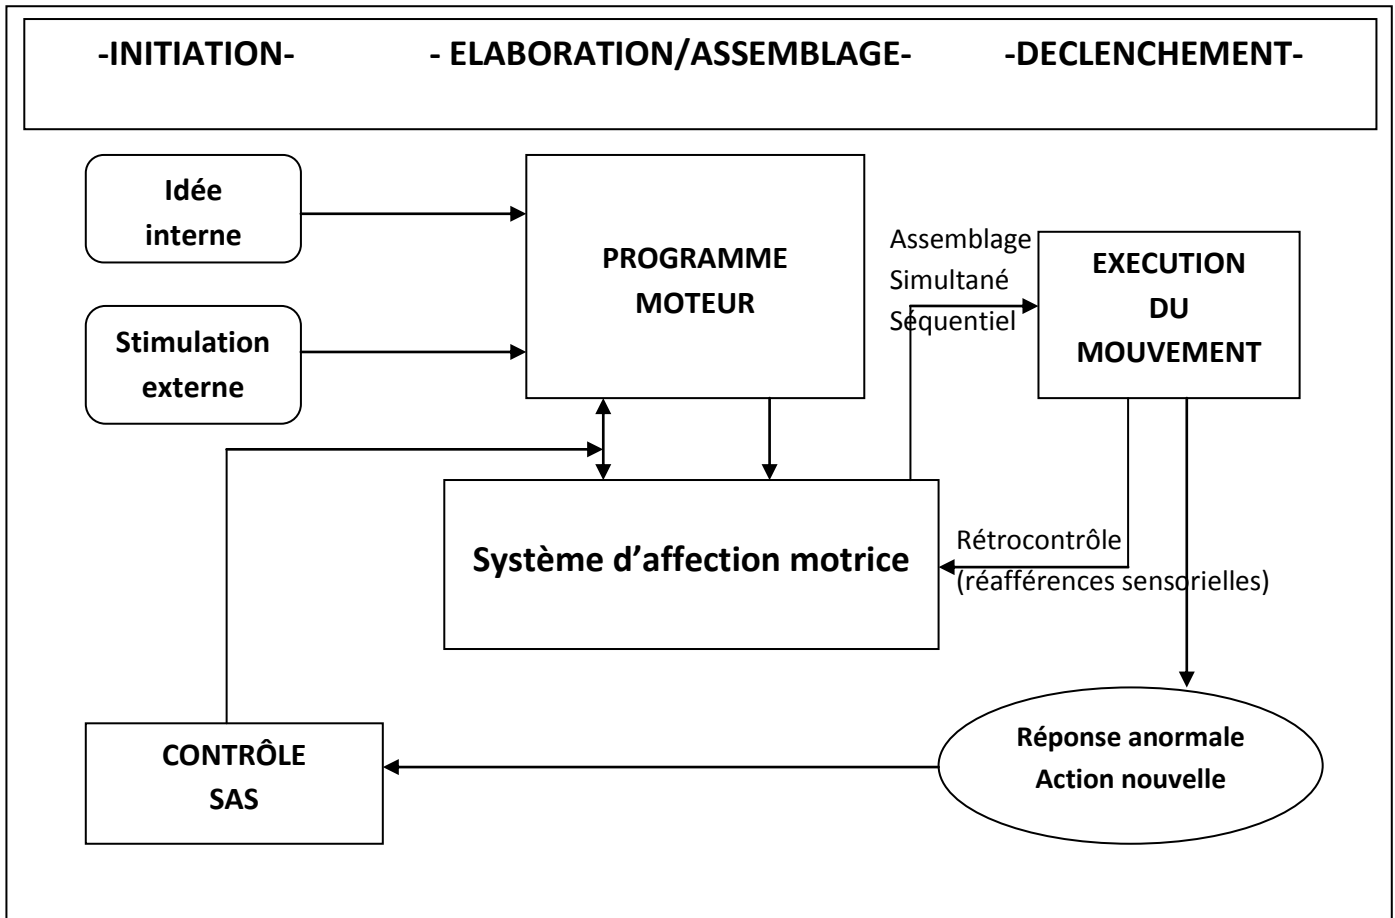 -INITIATION- - ELABORATION/ASSEMBLAGE- -DECLENCHEMENT-
Idée
interne
Stimulation
externe
PROGRAMME
MOTEUR
Assemblage
Simultané
Séquentiel
EXECUTION
DU
MOUVEMENT
Système d’affection motrice
Rétrocontrôle
(réafférences sensorielles)
CONTRÔLE
SAS
Réponse anormale
Action nouvelle